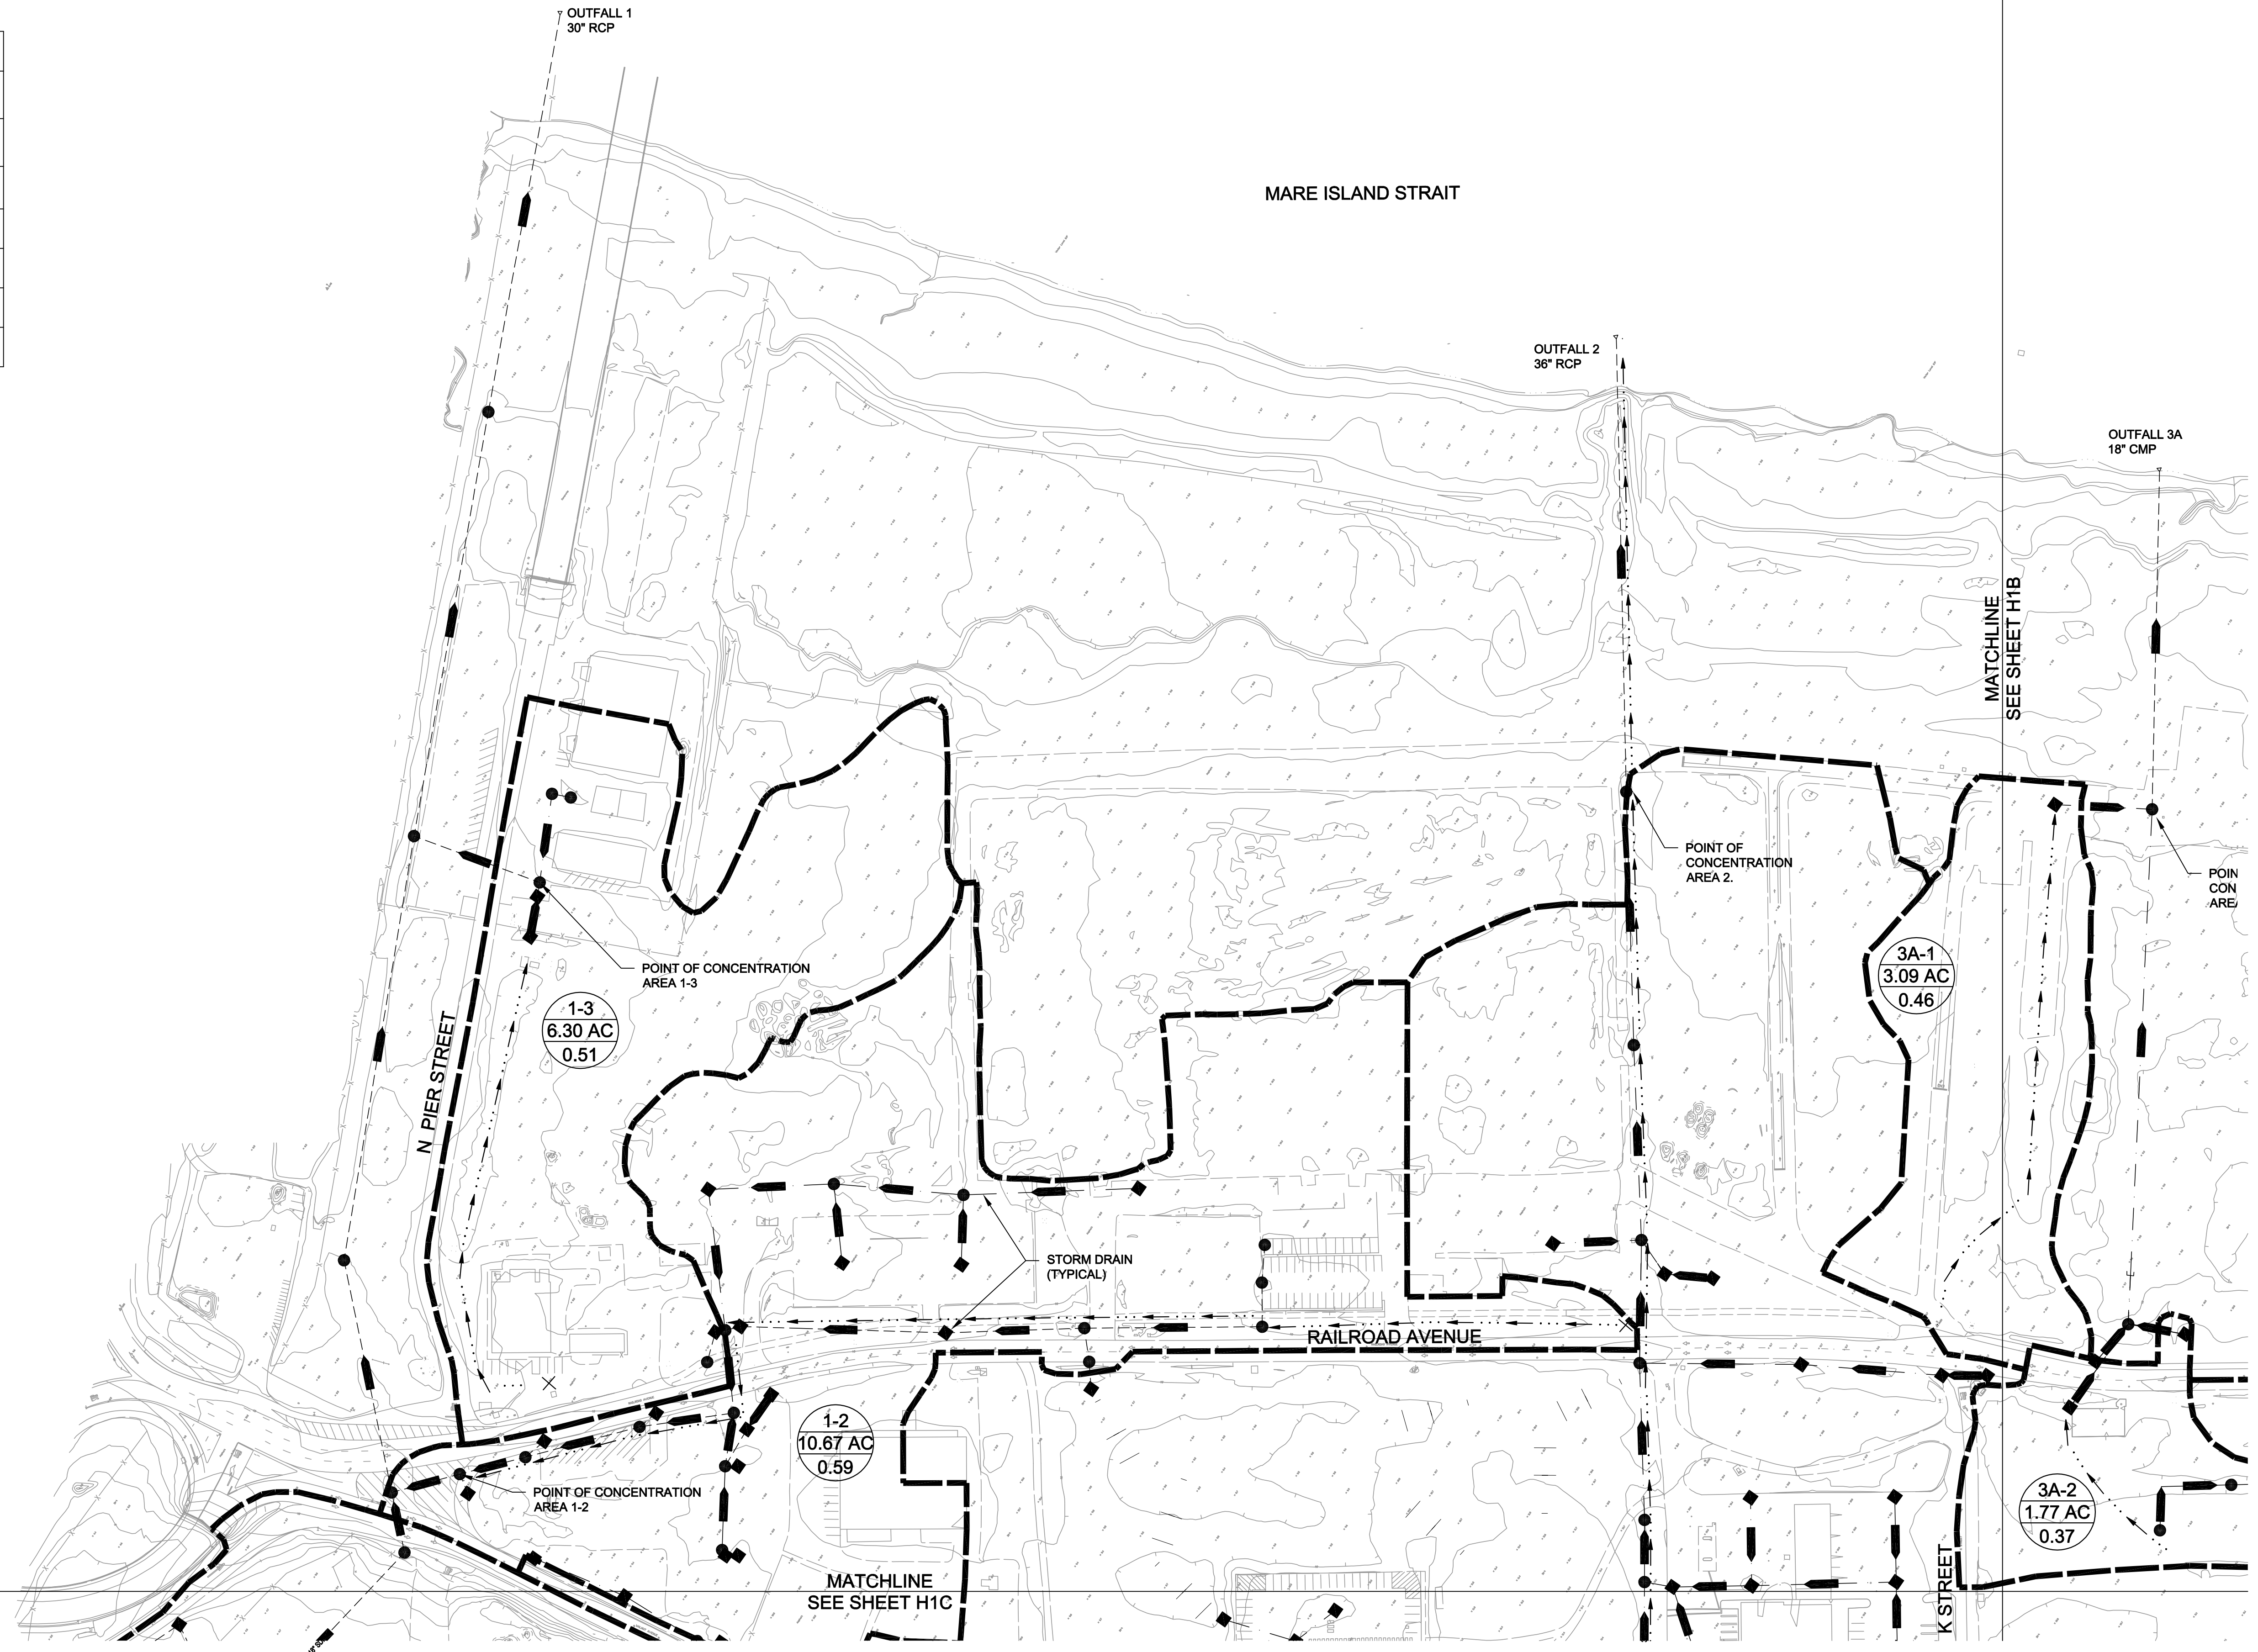 OUTFALL 1
30" RCP
MARE ISLAND STRAIT
OUTFALL 2
36" RCP
OUTFALL 3A
18" CMP
MATCHLINE
SEE SHEET H1B
POINT OF
CONCENTRATION
AREA 2.
POIN
CON
ARE
3A-1
3.09 AC
0.46
POINT OF CONCENTRATION
AREA 1-3
1-3
6.30 AC
0.51
N PIER STREET
STORM DRAIN
(TYPICAL)
RAILROAD AVENUE
1-2
10.67 AC
0.59
POINT OF CONCENTRATION
AREA 1-2
3A-2
1.77 AC
0.37
MATCHLINE
SEE SHEET H1C
K STREET